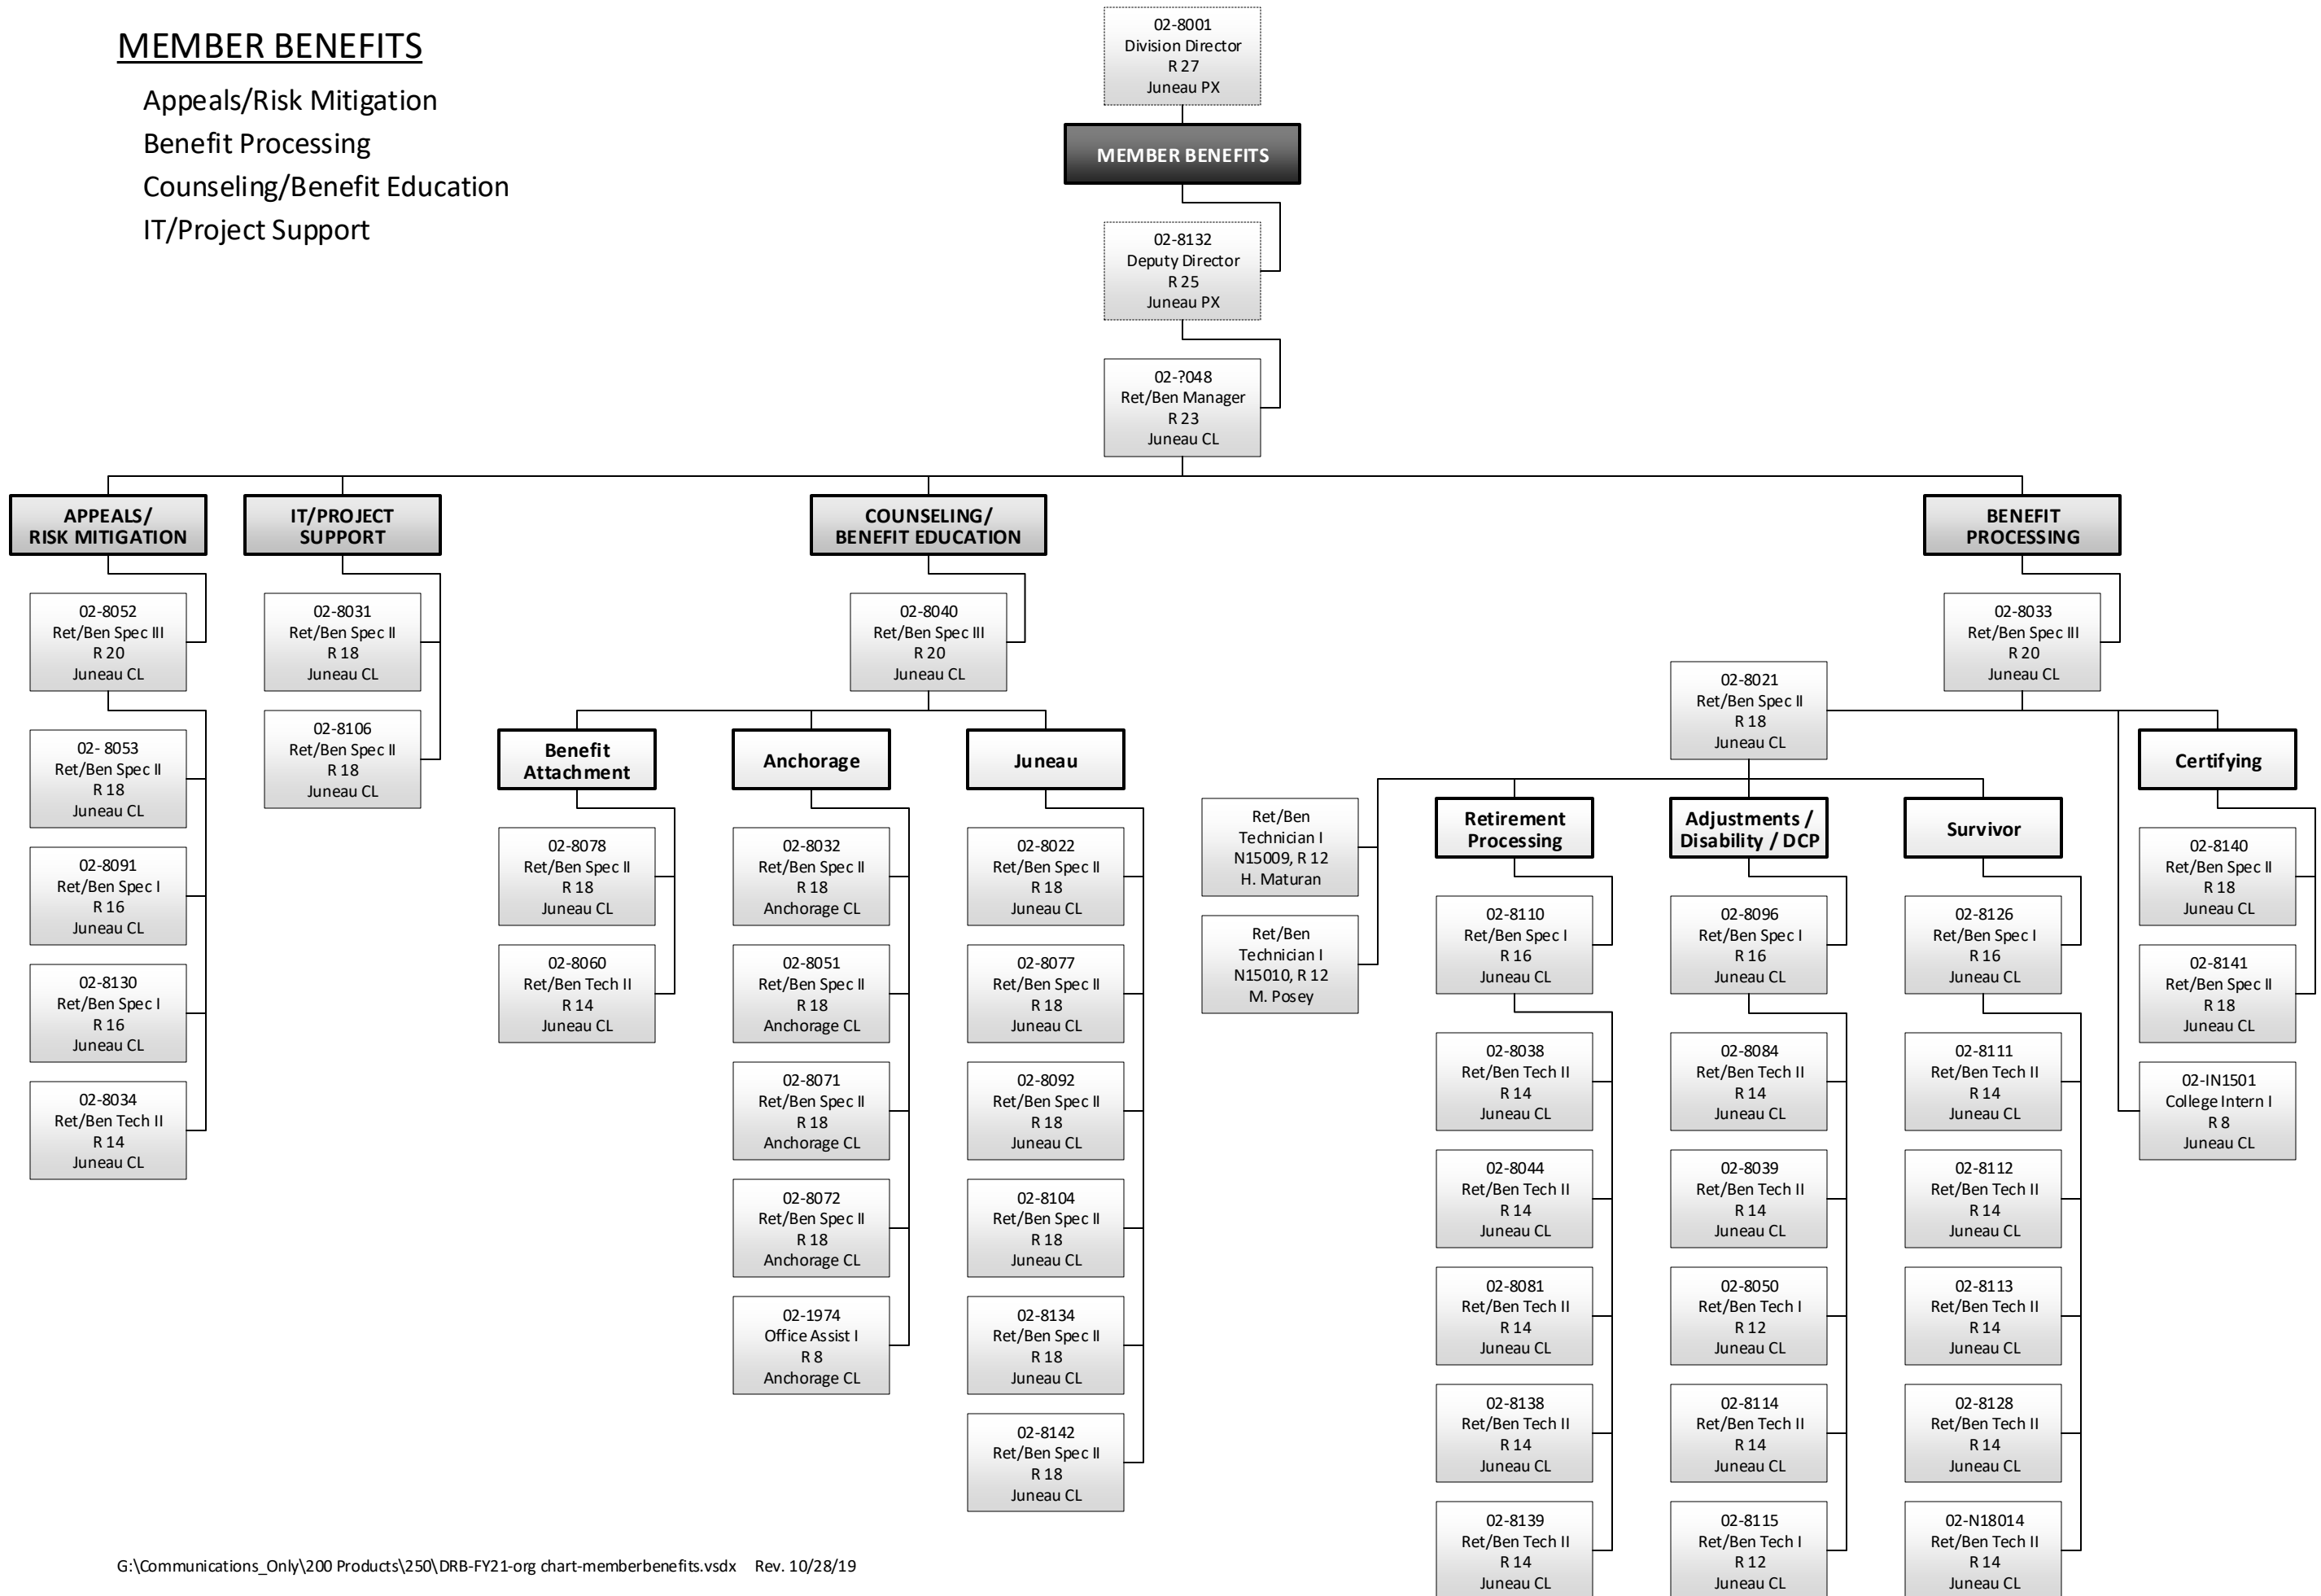 MEMBER BENEFITS
Appeals/Risk Mitigation
Benefit Processing
Counseling/Benefit Education
IT/Project Support
02-8001
Division Director
R 27
Juneau PX
MEMBER BENEFITS
02-8132
Deputy Director
R 25
Juneau PX
02-?048
Ret/Ben Manager
R 23
Juneau CL
APPEALS/
RISK MITIGATION
02-8052
Ret/Ben Spec III
R 20
Juneau CL
02- 8053
Ret/Ben Spec II
R 18
Juneau CL
02-8091
Ret/Ben Spec I
R 16
Juneau CL
02-8130
Ret/Ben Spec I
R 16
Juneau CL
02-8034
Ret/Ben Tech II
R 14
Juneau CL
IT/PROJECT
SUPPORT
02-8031
Ret/Ben Spec II
R 18
Juneau CL
02-8106
Ret/Ben Spec II
R 18
Juneau CL
COUNSELING/
BENEFIT EDUCATION
02-8040
Ret/Ben Spec III
R 20
Juneau CL
Benefit
Attachment
02-8078
Ret/Ben Spec II
R 18
Juneau CL
02-8060
Ret/Ben Tech II
R 14
Juneau CL
Anchorage
02-8032
Ret/Ben Spec II
R 18
Anchorage CL
02-8051
Ret/Ben Spec II
R 18
Anchorage CL
02-8071
Ret/Ben Spec II
R 18
Anchorage CL
02-8072
Ret/Ben Spec II
R 18
Anchorage CL
02-1974
Office Assist I
R 8
Anchorage CL
Juneau
02-8022
Ret/Ben Spec II
R 18
Juneau CL
02-8077
Ret/Ben Spec II
R 18
Juneau CL
02-8092
Ret/Ben Spec II
R 18
Juneau CL
02-8104
Ret/Ben Spec II
R 18
Juneau CL
02-8134
Ret/Ben Spec II
R 18
Juneau CL
02-8142
Ret/Ben Spec II
R 18
Juneau CL
BENEFIT
PROCESSING
02-8033
Ret/Ben Spec III
R 20
Juneau CL
02-8021
Ret/Ben Spec II
R 18
Juneau CL
Ret/Ben
Technician I
N15009, R 12
H. Maturan
Ret/Ben
Technician I
N15010, R 12
M. Posey
Retirement
Processing
02-8110
Ret/Ben Spec I
R 16
Juneau CL
02-8038
Ret/Ben Tech II
R 14
Juneau CL
02-8044
Ret/Ben Tech II
R 14
Juneau CL
02-8081
Ret/Ben Tech II
R 14
Juneau CL
02-8138
Ret/Ben Tech II
R 14
Juneau CL
02-8139
Ret/Ben Tech II
R 14
Juneau CL
Adjustments /
Disability / DCP
02-8096
Ret/Ben Spec I
R 16
Juneau CL
02-8084
Ret/Ben Tech II
R 14
Juneau CL
02-8039
Ret/Ben Tech II
R 14
Juneau CL
02-8050
Ret/Ben Tech I
R 12
Juneau CL
02-8114
Ret/Ben Tech II
R 14
Juneau CL
02-8115
Ret/Ben Tech I
R 12
Juneau CL
Survivor
02-8126
Ret/Ben Spec I
R 16
Juneau CL
02-8111
Ret/Ben Tech II
R 14
Juneau CL
02-8112
Ret/Ben Tech II
R 14
Juneau CL
02-8113
Ret/Ben Tech II
R 14
Juneau CL
02-8128
Ret/Ben Tech II
R 14
Juneau CL
02-N18014
Ret/Ben Tech II
R 14
Juneau CL
Certifying
02-8140
Ret/Ben Spec II
R 18
Juneau CL
02-8141
Ret/Ben Spec II
R 18
Juneau CL
02-IN1501
College Intern I
R 8
Juneau CL
G:\Communications_Only\200 Products\250\DRB-FY21-org chart-memberbenefits.vsdx Rev. 10/28/19